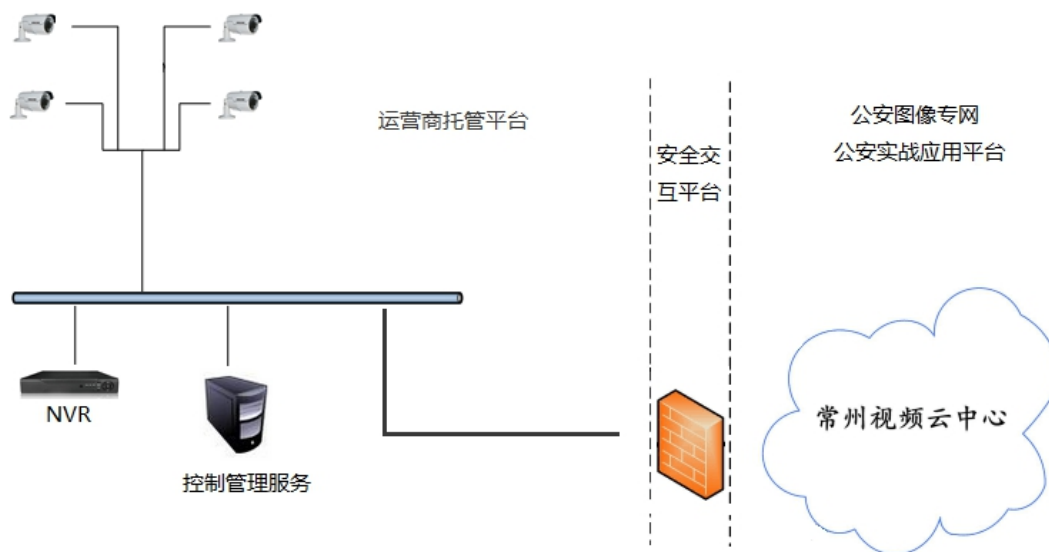 运营商托管平台
安全交
互平台
公安图像专网
公安实战应用平台
NVR
控制管理服务
常州视频云中心